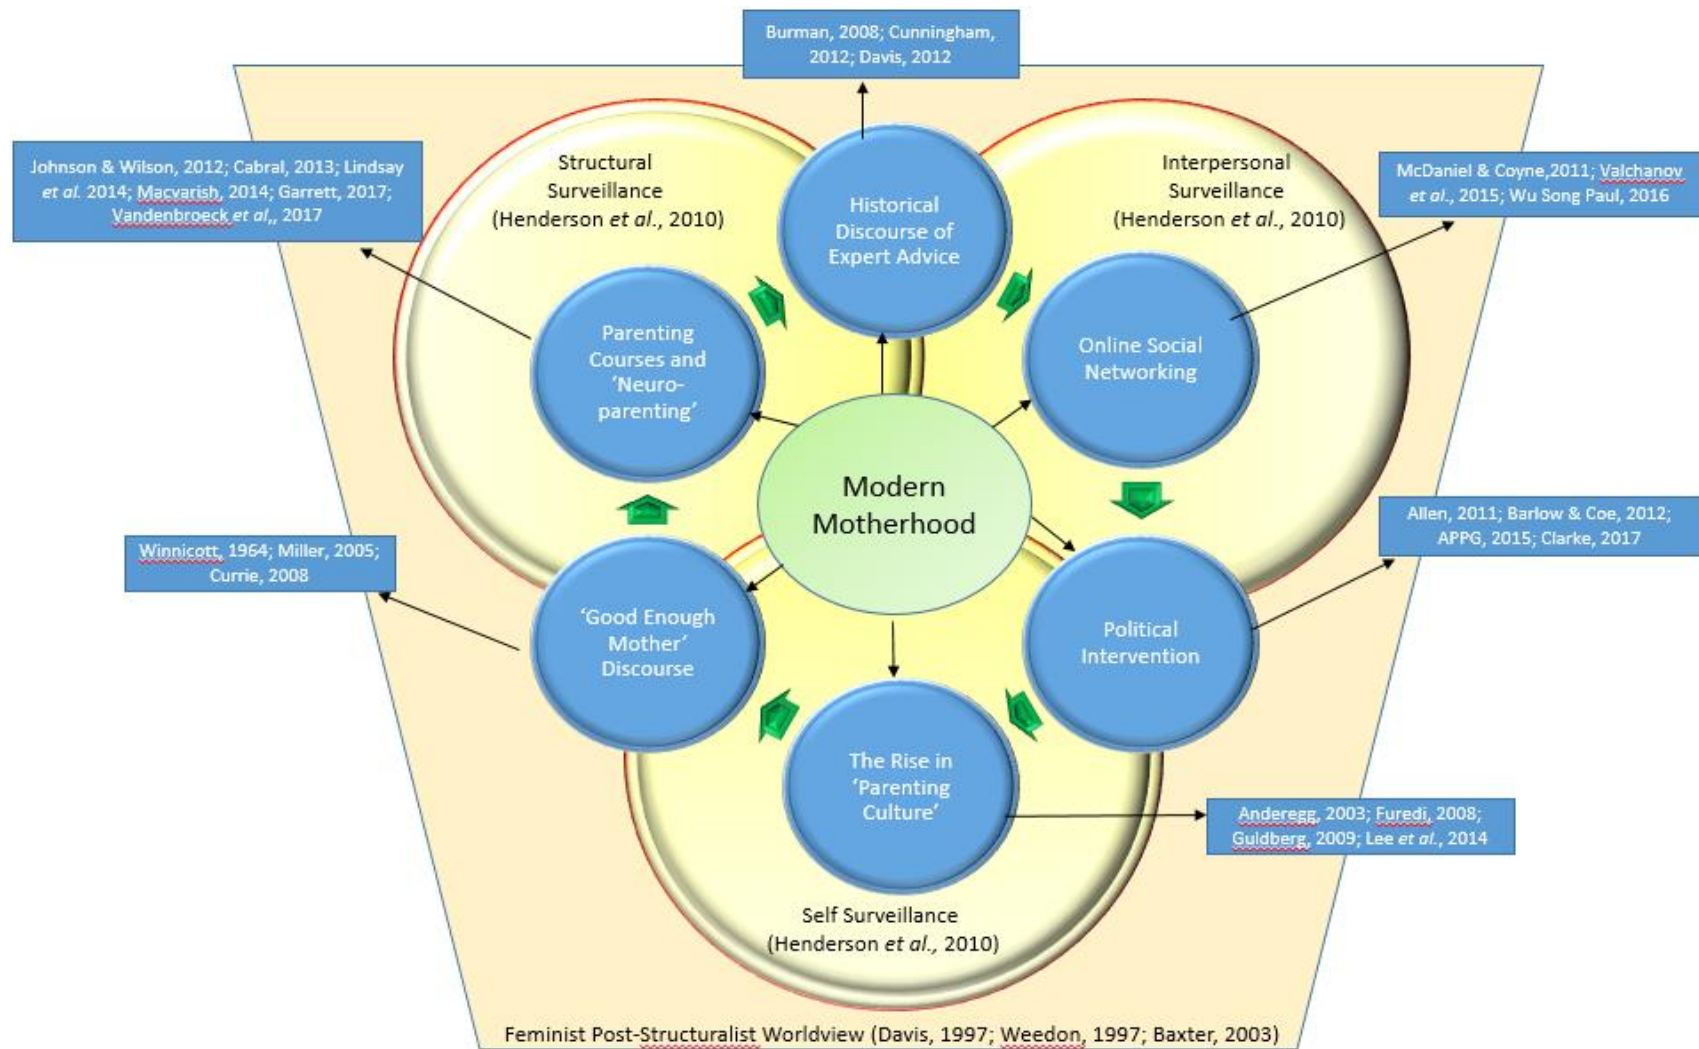 Burman, 2008; Cunningham,
2012; Davis, 2012
Johnson & Wilson, 2012; Cabral, 2013; Lindsay
et al. 2014; Macvarish, 2014; Garrett, 2017;
Vandenbroeck et al,, 2017
Structural
Surveillance
(Henderson et al., 2010)
Historical
Discourse of
Expert Advice
Interpersonal
Surveillance
(Henderson et al., 2010)
McDaniel & Coyne,2011; Valchanov
et al., 2015; Wu Song Paul, 2016
Parenting
Courses and
‘Neuro-
parenting’
Online Social
Networking
Modern
Motherhood
Winnicott, 1964; Miller, 2005;
Currie, 2008
Allen, 2011; Barlow & Coe, 2012;
APPG, 2015; Clarke, 2017
‘Good Enough
Mother’
Discourse
Political
Intervention
The Rise in
‘Parenting
Culture’
Anderegg, 2003; Furedi, 2008;
Guldberg, 2009; Lee et al., 2014
Self Surveillance
(Henderson et al., 2010)
Feminist Post-Structuralist Worldview (Davis, 1997; Weedon, 1997; Baxter, 2003)